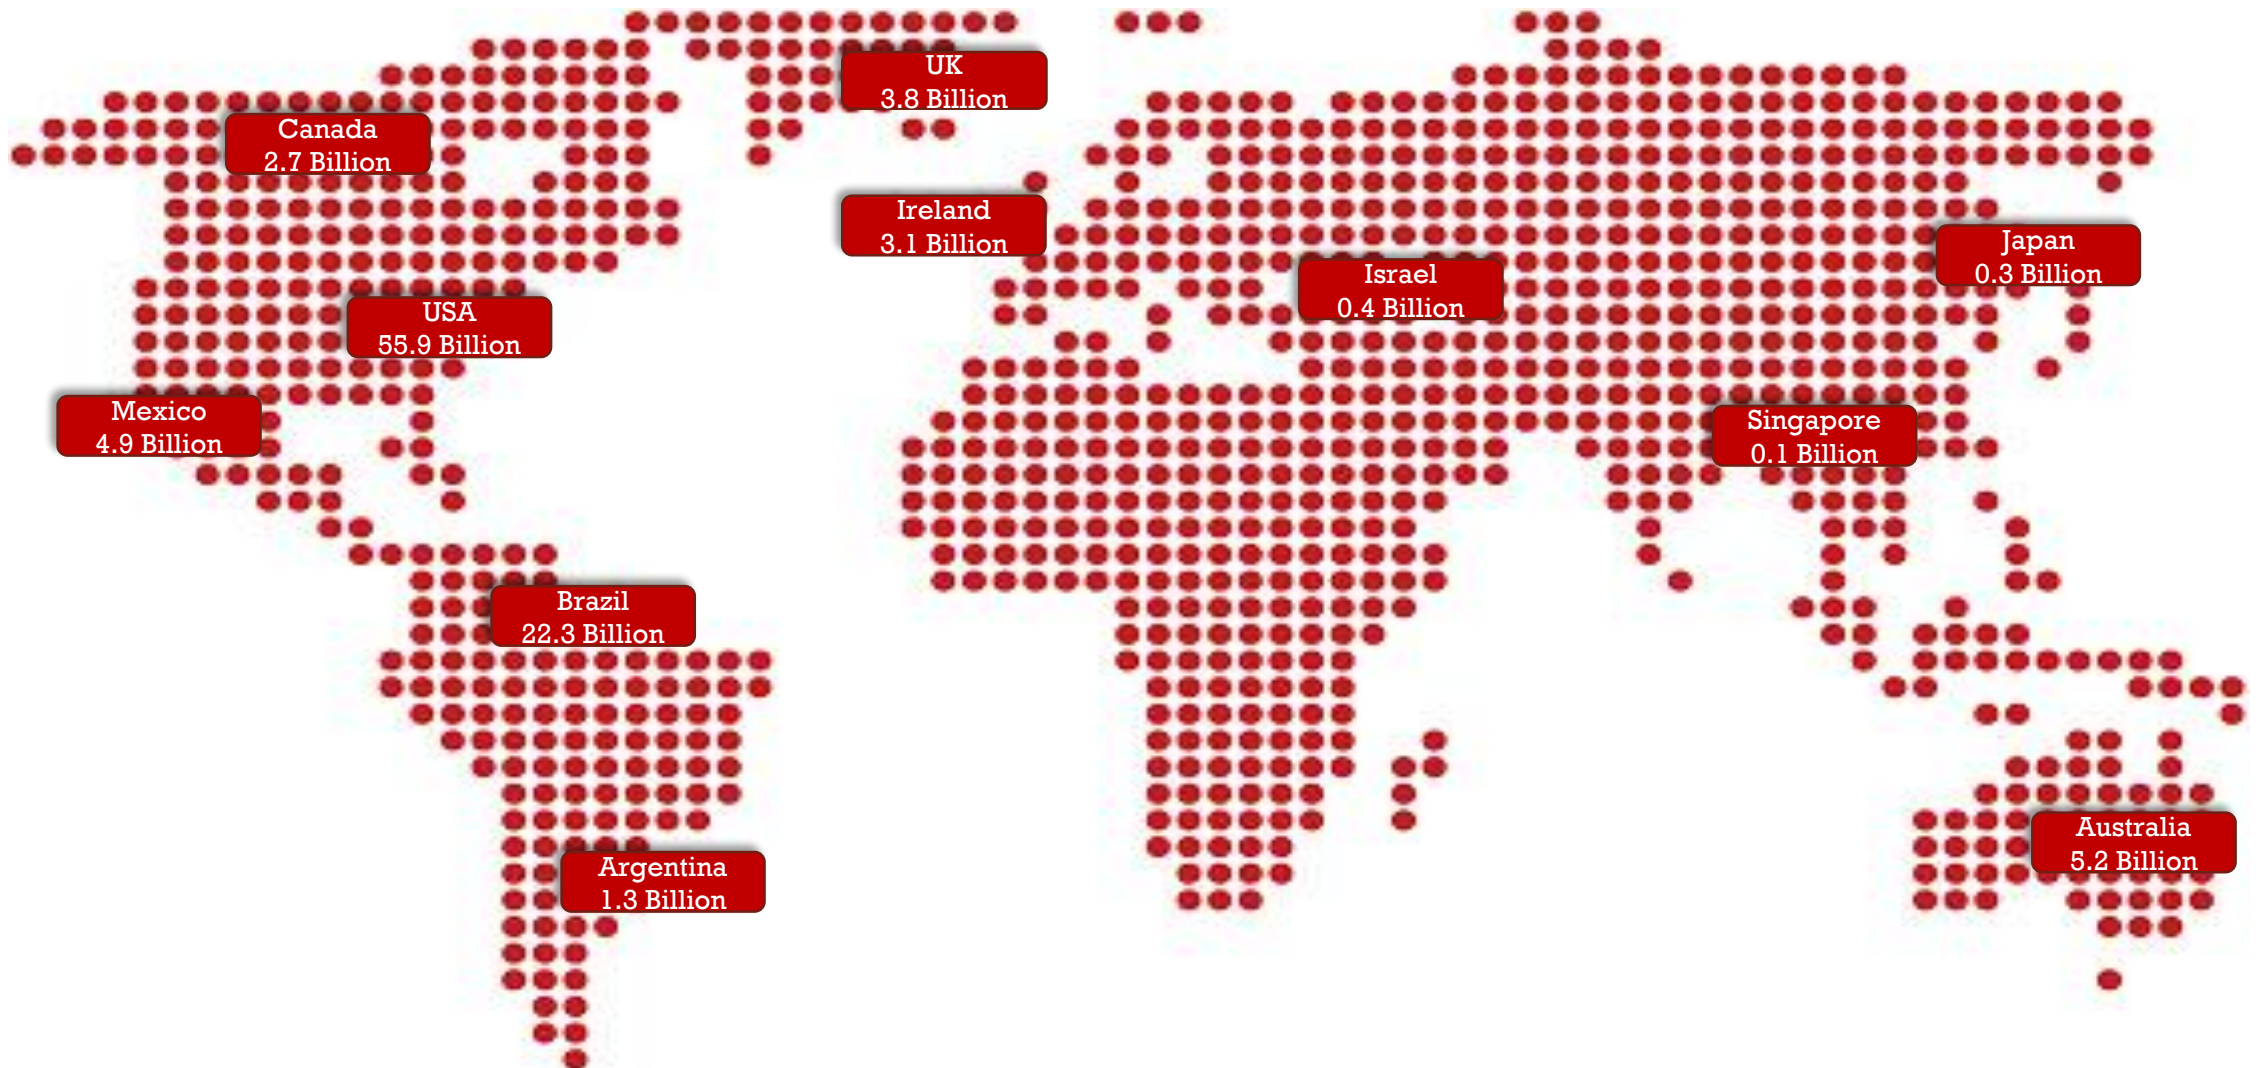 UK
3.8 Billion
Canada
2.7 Billion
Ireland
3.1 Billion
Japan
0.3 Billion
Israel
0.4 Billion
USA
55.9 Billion
Mexico
4.9 Billion
Singapore
0.1 Billion
Brazil
22.3 Billion
Australia
5.2 Billion
Argentina
1.3 Billion